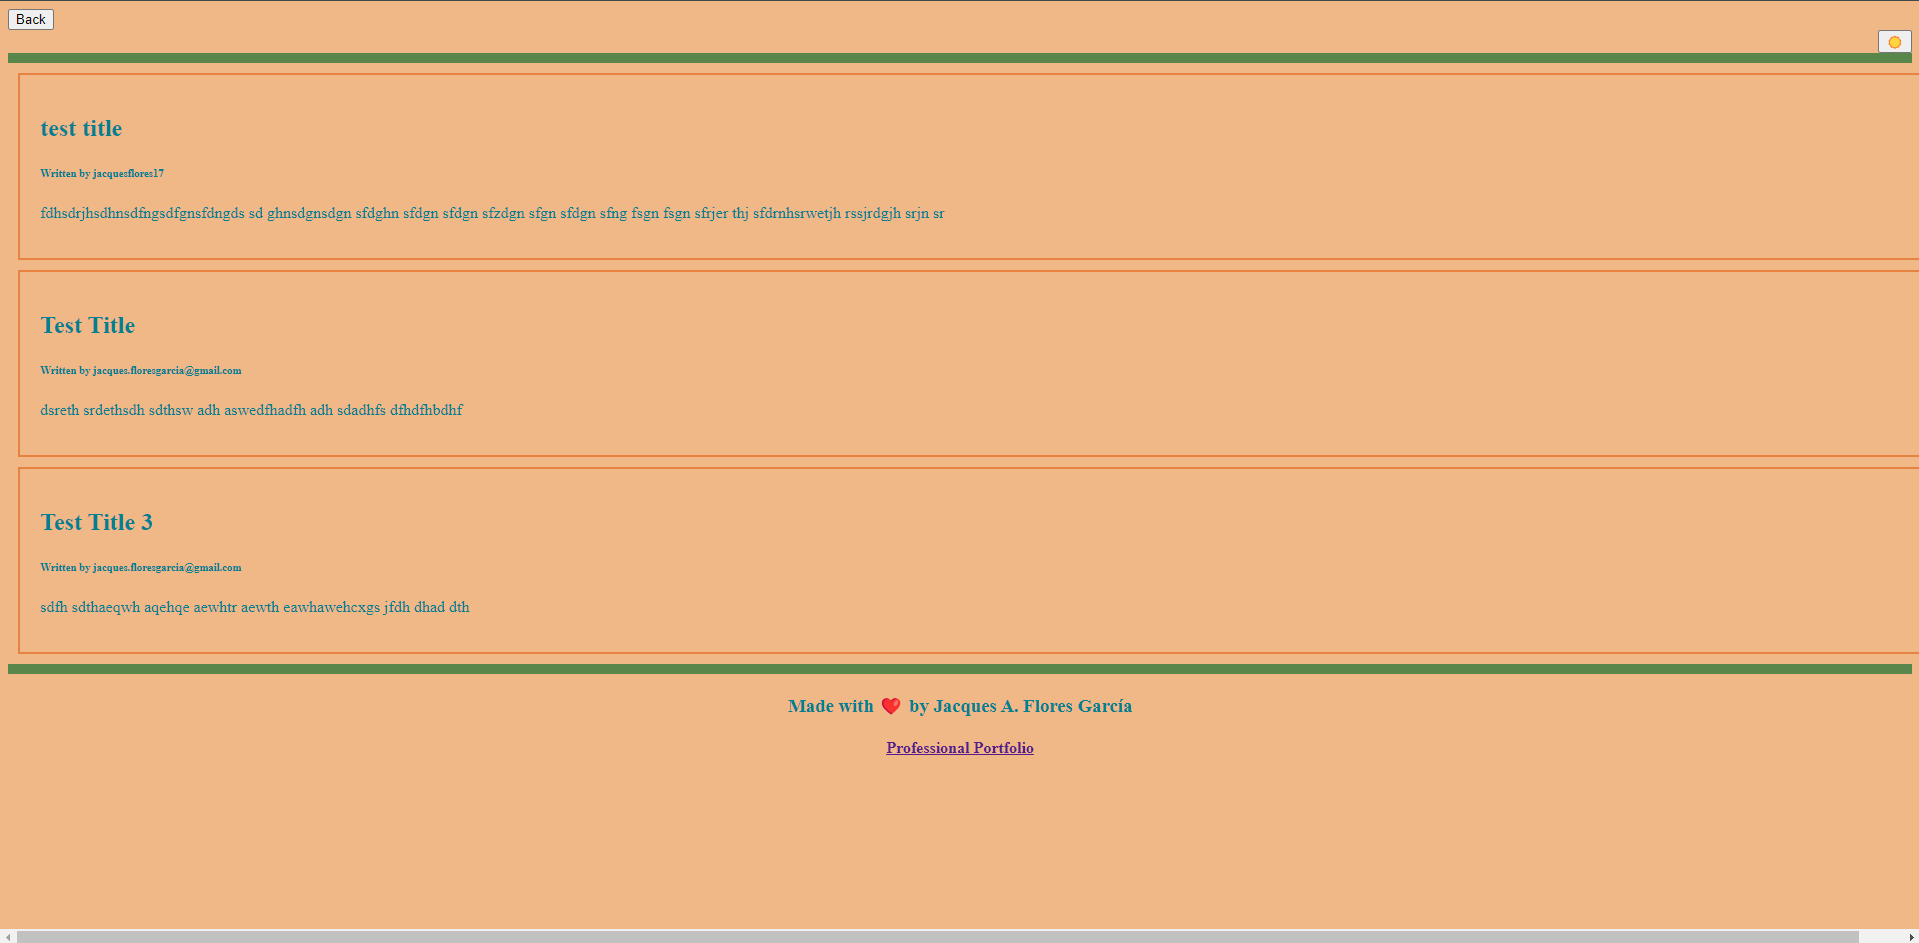 Back
test title
Written by jacquesflores17
fdhsdrjhsdhnsdfngsdfgnsfdngds sd ghnsdgnsdgn sfdghn sfdgn sfdgn sfzdgn sfgn sfdgn sfng fsgn fsgn sfrjer thj sfdrnhsrwetjh rssjrdgjh srjn sr
Test Title
Written by jacques.floresgarcia@gmail.com
dsreth srdethsdh sdthsw adh aswedfhadfh adh sdadhfs dfhdfhbdhf
Test Title 3
Written by jacques.floresgarcia@gmail.com
sdfh sdthaeqwh aqehqe aewhtr aewth eawhawehcxgs jfdh dhad dth
Made with ❤️ by Jacques A. Flores García
Professional Portfolio